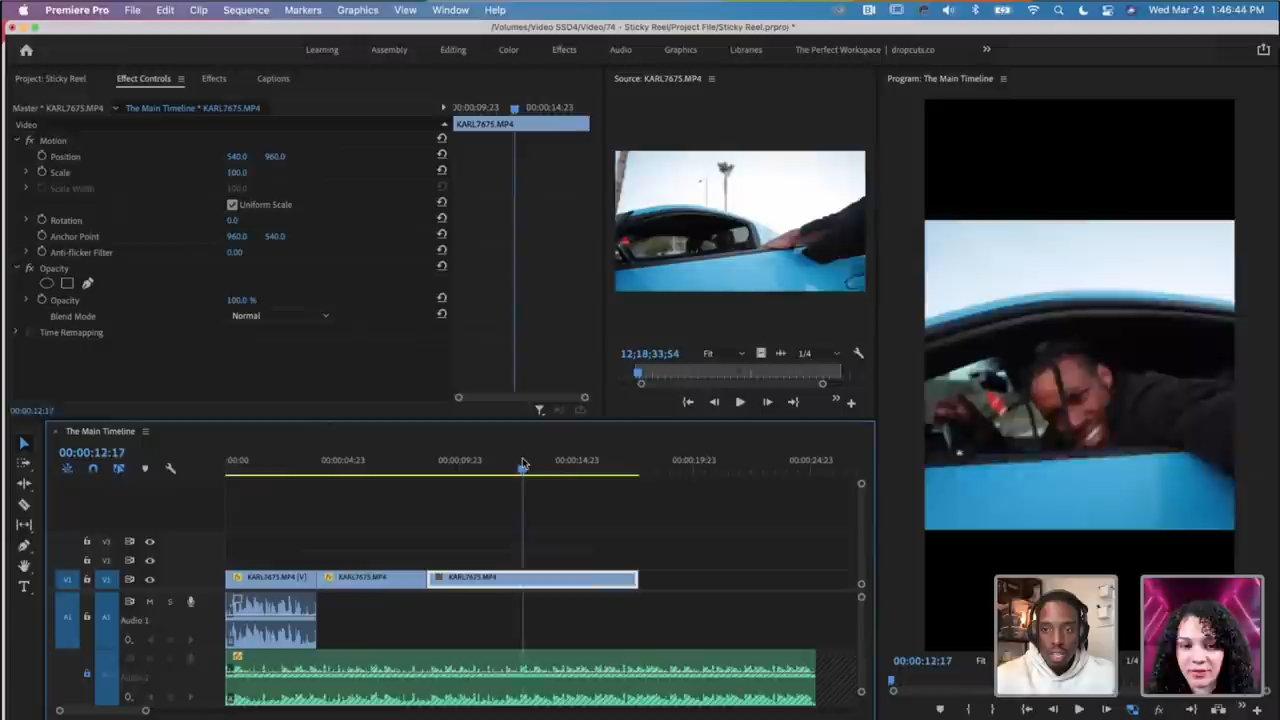 Premiere Pro File Edit Clip Sequence Markers Graphics View Window Help Wed Mar 24 1:46:44 PM
/Volumes/Video SSD4/Video/74 - Sticky Reel/Project File/Sticky Reel.prproj *
Learning Assembly Editing Color Effects Audio Graphics Libraries The Perfect Workspace | dropcuts.co »
Project: Sticky Reel Effect Controls Effects Captions Source: KARL7675.MP4 Program: The Main Timeline
Master * KARL7675.MP4 The Main Timeline * KARL7675.MP4 00:00:09:23 00:00:14:23
Video KARL7675.MP4
fx Motion
Position 540.0 960.0
Scale 100.0
Scale Width 100.0
Uniform Scale
Rotation 0.0
Anchor Point 960.0 540.0
Anti-flicker Filter 0.00
fx Opacity
Opacity 100.0 %
Blend Mode Normal
Time Remapping
12;18;33;54 Fit 1/4
00:00:12:17
The Main Timeline
00:00:12:17
:00:00 00:00:04:23 00:00:09:23 00:00:14:23 00:00:19:23 00:00:24:23
V3
V2
V1 V1 KARL7675.MP4 [V] KARL7675.MP4 KARL7675.MP4
M S
A1 Audio 1
00:00:12:17 Fit 1/4